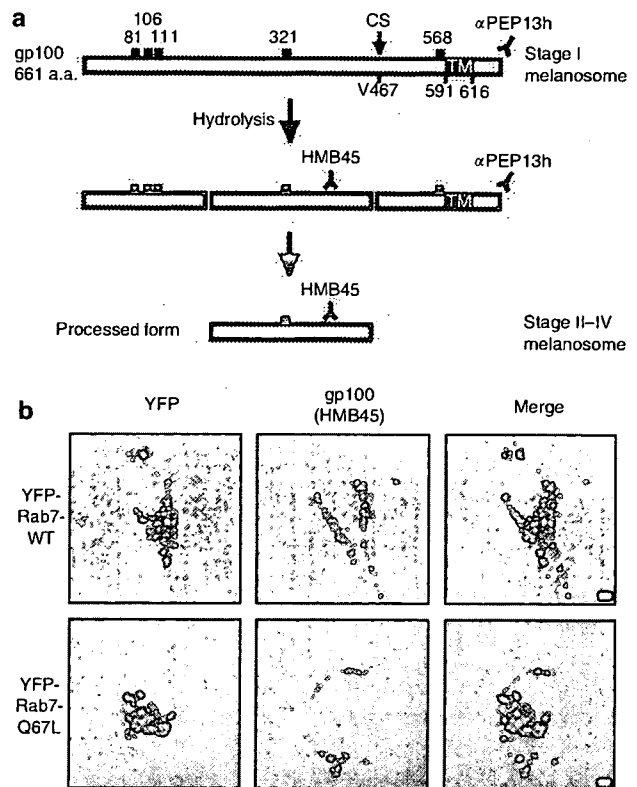 a
106
81 111 321 CS 568 αPEP13h
gp100
661 a.a.
TM
Stage I
melanosome
V467 591 616
Hydrolysis
HMB45 αPEP13h
TM
HMB45
Processed form
Stage II–IV
melanosome
b
YFP
gp100
(HMB45)
Merge
YFP-
Rab7-
WT
YFP-
Rab7-
Q67L